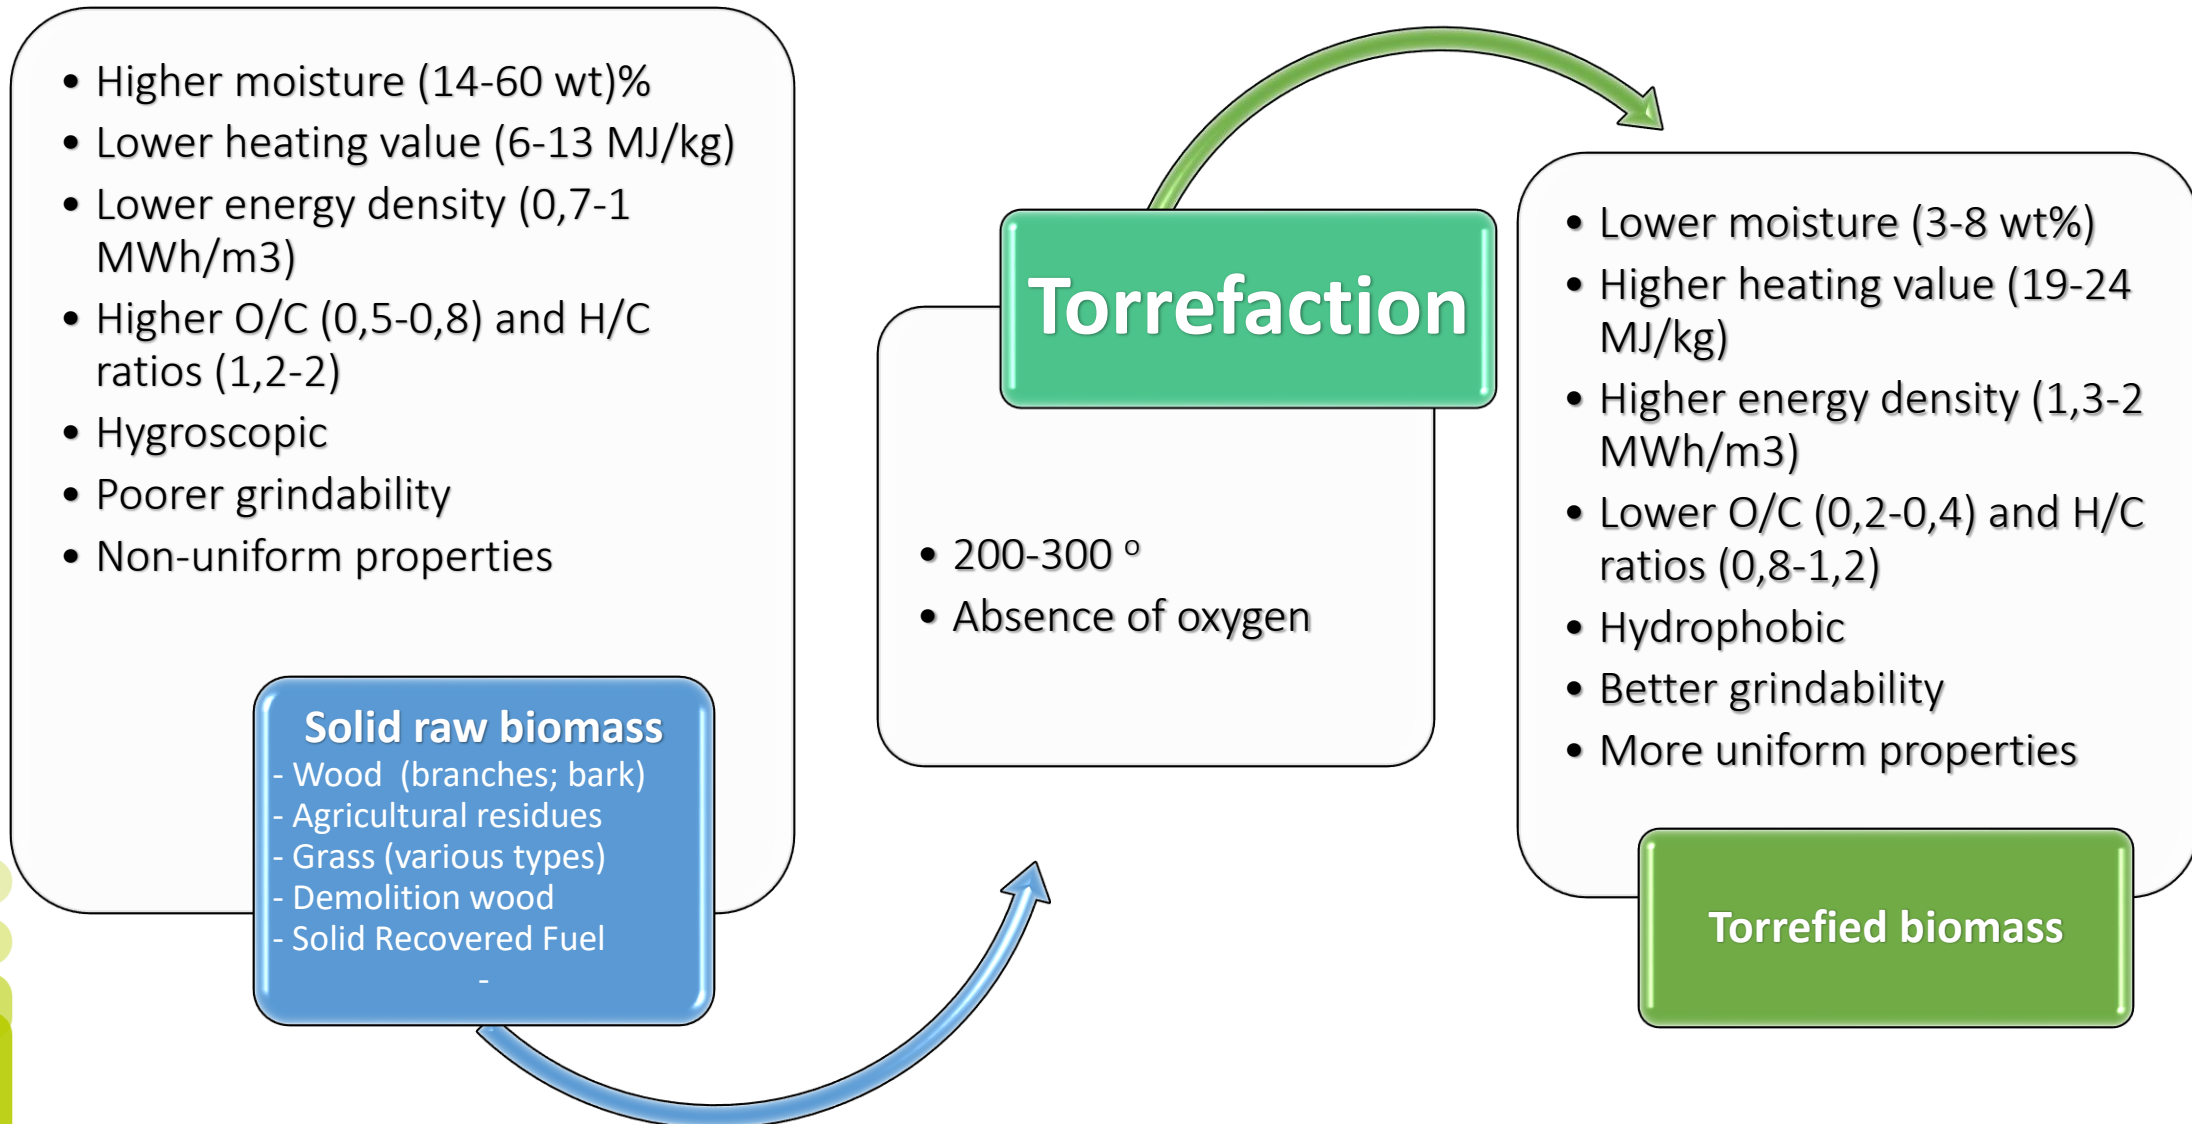 • Higher moisture (14-60 wt)%
• Lower heating value (6-13 MJ/kg)
• Lower energy density (0,7-1
MWh/m3)
• Higher O/C (0,5-0,8) and H/C
ratios (1,2-2)
• Hygroscopic
• Poorer grindability
• Non-uniform properties
Solid raw biomass
- Wood  (branches; bark)
- Agricultural residues
- Grass (various types)
- Demolition wood
- Solid Recovered Fuel
-
Torrefaction
• 200-300 º
• Absence of oxygen
• Lower moisture (3-8 wt%)
• Higher heating value (19-24
MJ/kg)
• Higher energy density (1,3-2
MWh/m3)
• Lower O/C (0,2-0,4) and H/C
ratios (0,8-1,2)
• Hydrophobic
• Better grindability
• More uniform properties
Torrefied biomass